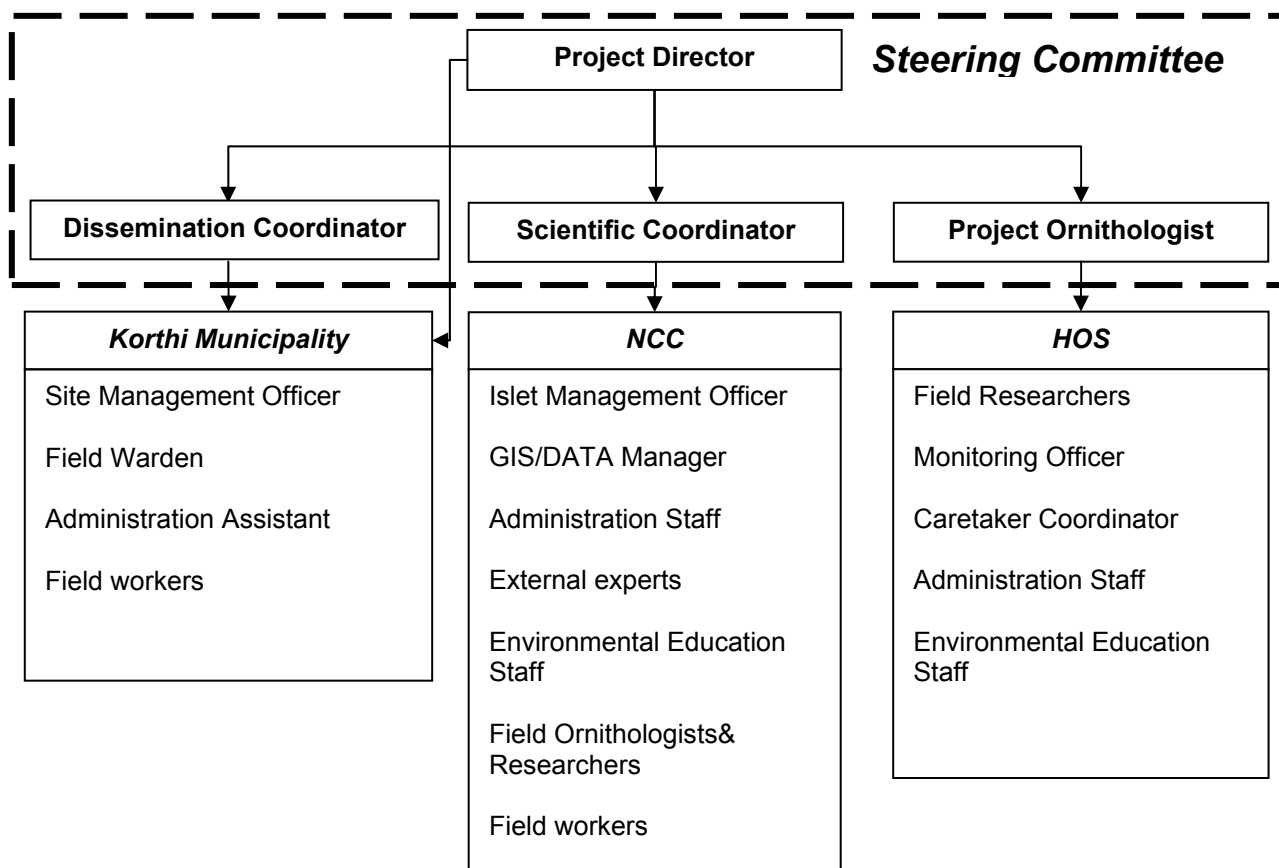 Project Director
Steering Committee
Dissemination Coordinator
Scientific Coordinator
Project Ornithologist
Korthi Municipality
Site Management Officer
Field Warden
Administration Assistant
Field workers
NCC
Islet Management Officer
GIS/DATA Manager
Administration Staff
External experts
Environmental Education
Staff
Field Ornithologists&
Researchers
Field workers
HOS
Field Researchers
Monitoring Officer
Caretaker Coordinator
Administration Staff
Environmental Education
Staff